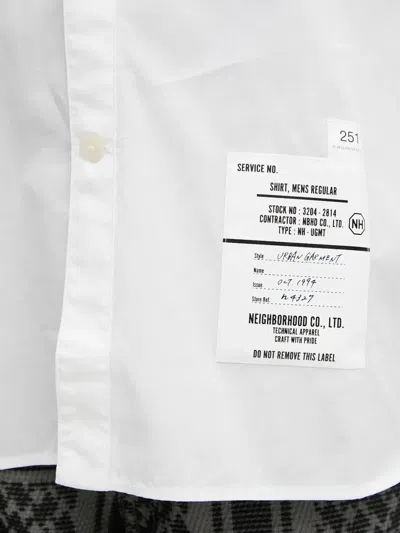 251
SERVICE NO.
SHIRT, MENS REGULAR
STOCK NO : 3204 - 2814
CONTRACTOR : NBHD CO., LTD.
TYPE : NH - UGMT
NH
Style URBAN GARMENT
Name
Issue OCT 1994
Store Ref.
NEIGHBORHOOD CO., LTD.
TECHNICAL APPAREL
CRAFT WITH PRIDE
DO NOT REMOVE THIS LABEL